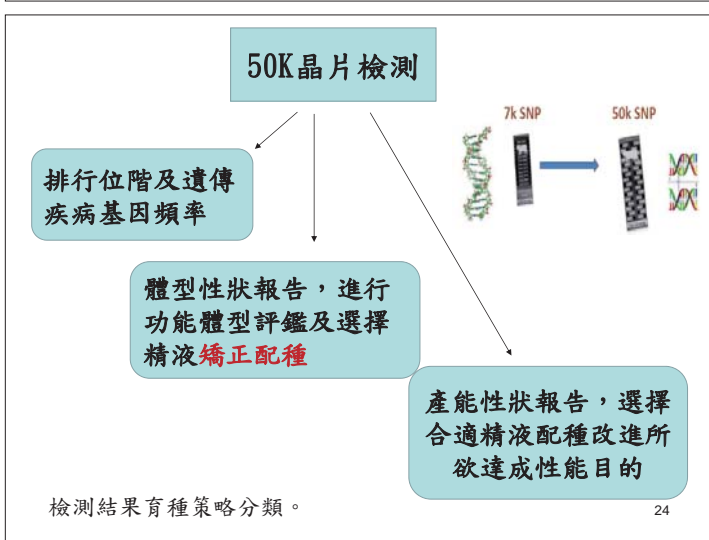 50K晶片檢測
7k SNP
50k SNP
排行位階及遺傳
疾病基因頻率
體型性狀報告，進行
功能體型評鑑及選擇
精液矯正配種
產能性狀報告，選擇
合適精液配種改進所
欲達成性能目的
檢測結果育種策略分類。
24